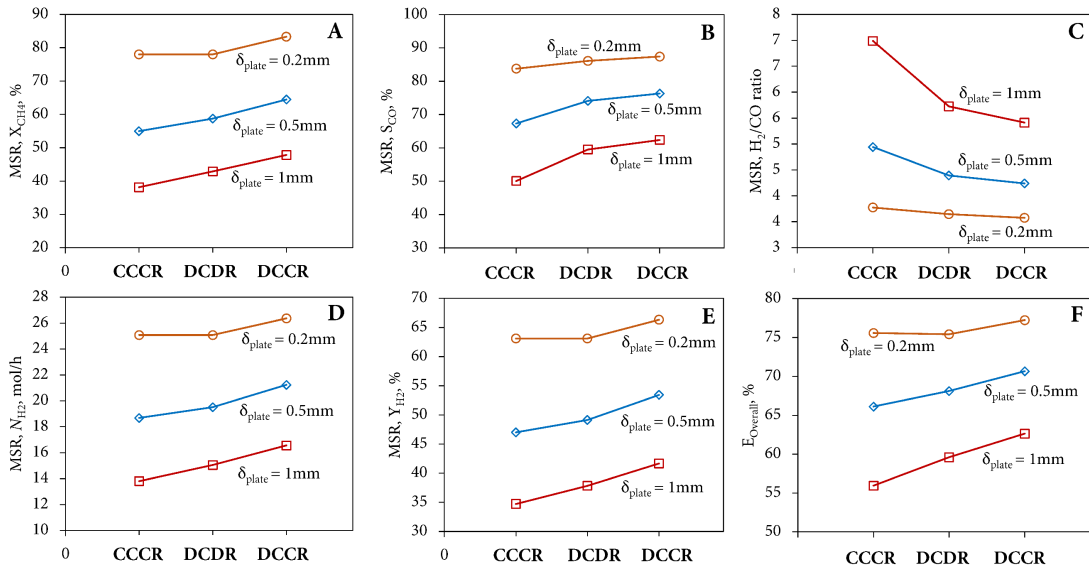 A
MSR, X_CH4, %
90
80
70
60
50
40
30
20
δ_plate = 0.2mm
δ_plate = 0.5mm
δ_plate = 1mm
0 CCCR DCDR DCCR
B
MSR, S_CO, %
100
90
80
70
60
50
40
30
δ_plate = 0.2mm
δ_plate = 0.5mm
δ_plate = 1mm
CCCR DCDR DCCR
C
MSR, H2/CO ratio
8
7
7
6
6
5
5
4
4
3
δ_plate = 1mm
δ_plate = 0.5mm
δ_plate = 0.2mm
CCCR DCDR DCCR
D
MSR, N_H2, mol/h
28
26
24
22
20
18
16
14
12
10
δ_plate = 0.2mm
δ_plate = 0.5mm
δ_plate = 1mm
0 CCCR DCDR DCCR
E
MSR, Y_H2, %
70
65
60
55
50
45
40
35
30
δ_plate = 0.2mm
δ_plate = 0.5mm
δ_plate = 1mm
0 CCCR DCDR DCCR
F
E_Overall, %
80
75
70
65
60
55
50
δ_plate = 0.2mm
δ_plate = 0.5mm
δ_plate = 1mm
0 CCCR DCDR DCCR